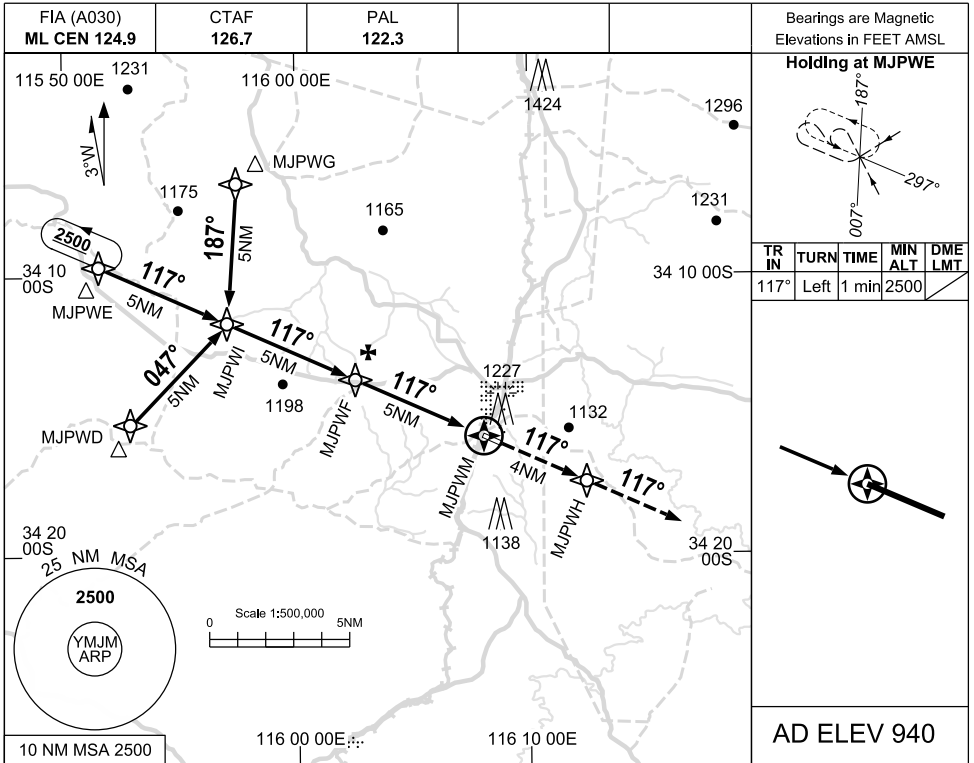 FIA (A030)
ML CEN 124.9
CTAF
126.7
PAL
122.3
Bearings are Magnetic
Elevations in FEET AMSL
115 50 00E
116 00 00E
1231
1424
1296
3°W
MJPWG
1175
1165
1231
187°
5NM
2500
34 10
00S
34 10 00S
117°
5NM
MJPWE
MJPWI
117°
5NM
047°
5NM
1198
MJPWD
MJPWF
117°
5NM
1227
1132
MJPWM
117°
4NM
117°
MJPWH
1138
34 20
00S
34 20
00S
25 NM MSA
2500
YMJM
ARP
Scale 1:500,000
0
5NM
10 NM MSA 2500
116 00 00E
116 10 00E
Holding at MJPWE
187°
297°
007°
TR IN TURN TIME MIN ALT DME LMT
117° Left 1 min 2500
AD ELEV 940